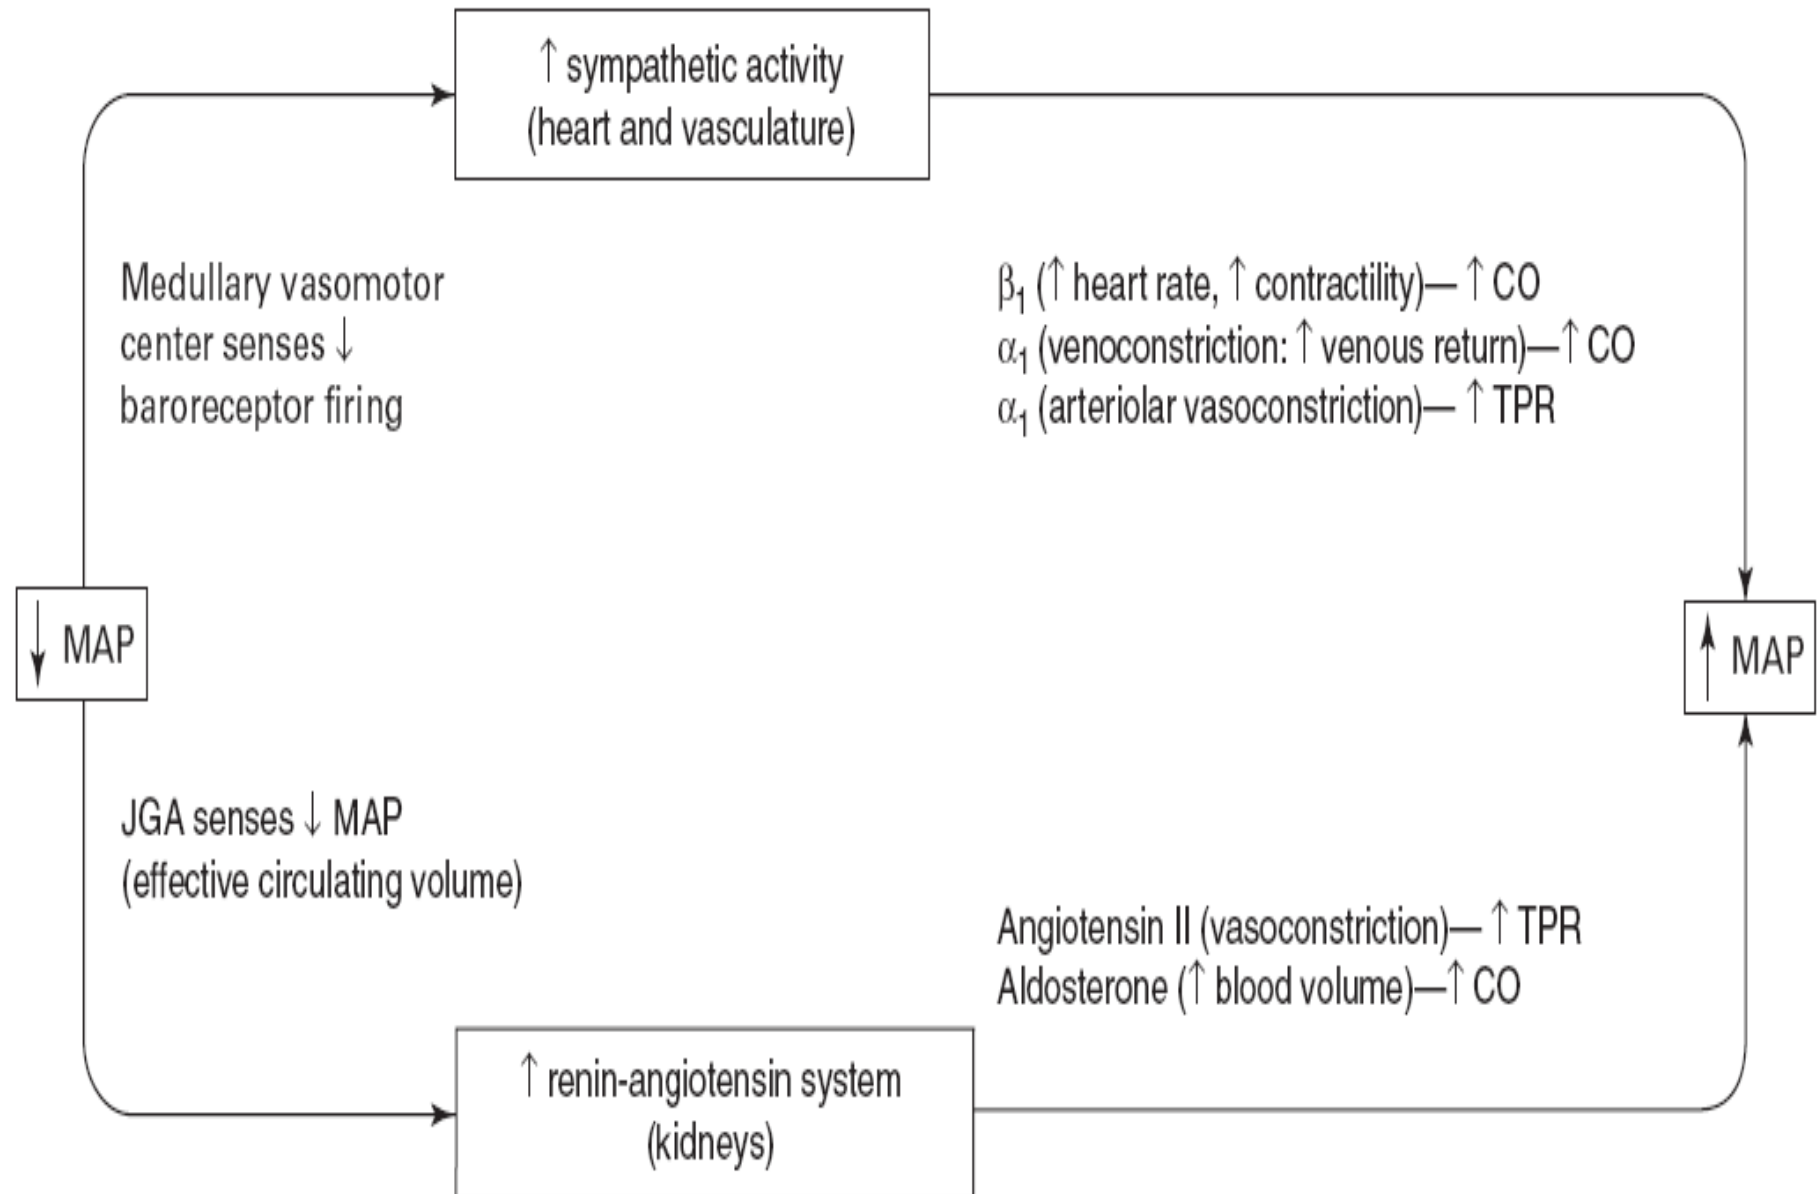 ↑ sympathetic activity
(heart and vasculature)
Medullary vasomotor
center senses ↓
baroreceptor firing
β₁ (↑ heart rate, ↑ contractility)— ↑ CO
α₁ (venoconstriction: ↑ venous return)—↑ CO
α₁ (arteriolar vasoconstriction)— ↑ TPR
↓ MAP
↑ MAP
JGA senses ↓ MAP
(effective circulating volume)
Angiotensin II (vasoconstriction)— ↑ TPR
Aldosterone (↑ blood volume)—↑ CO
↑ renin-angiotensin system
(kidneys)